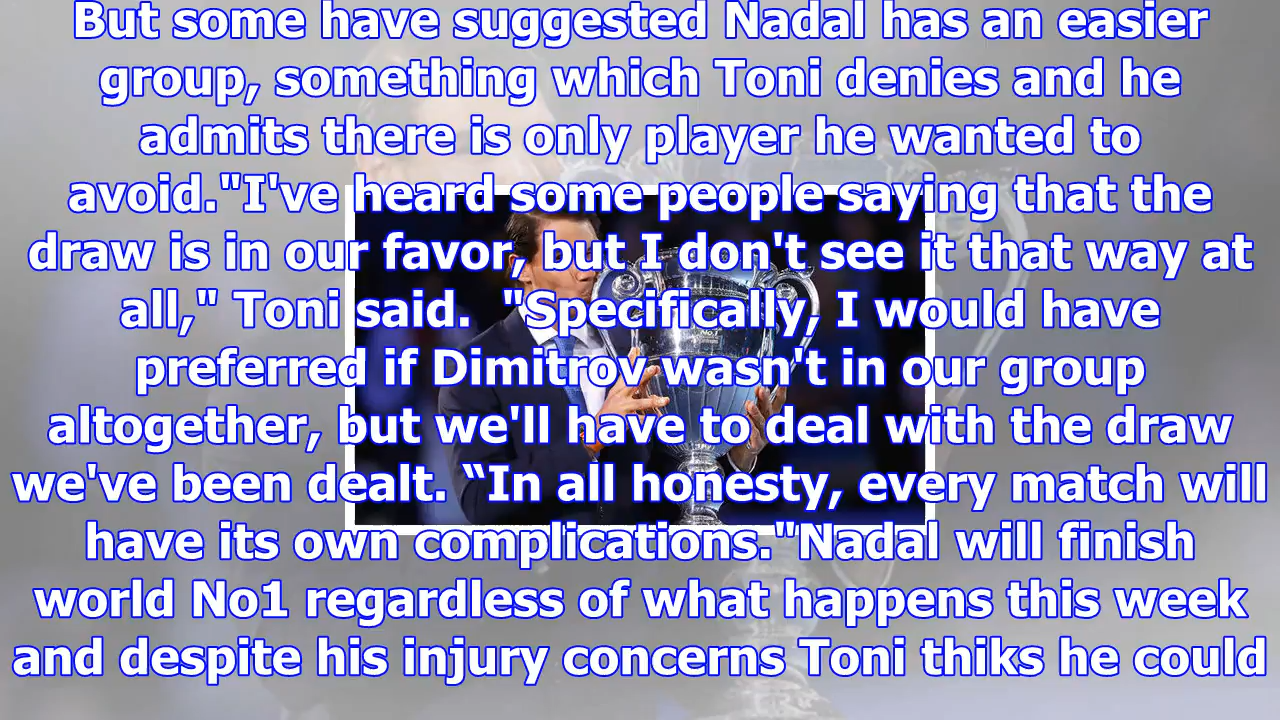 But some have suggested Nadal has an easier
group, something which Toni denies and he
admits there is only player he wanted to
avoid."I've heard some people saying that the
draw is in our favor, but I don't see it that way at
all," Toni said.  "Specifically, I would have
preferred if Dimitrov wasn't in our group
altogether, but we'll have to deal with the draw
we've been dealt. “In all honesty, every match will
have its own complications."Nadal will finish
world No1 regardless of what happens this week
and despite his injury concerns Toni thiks he could